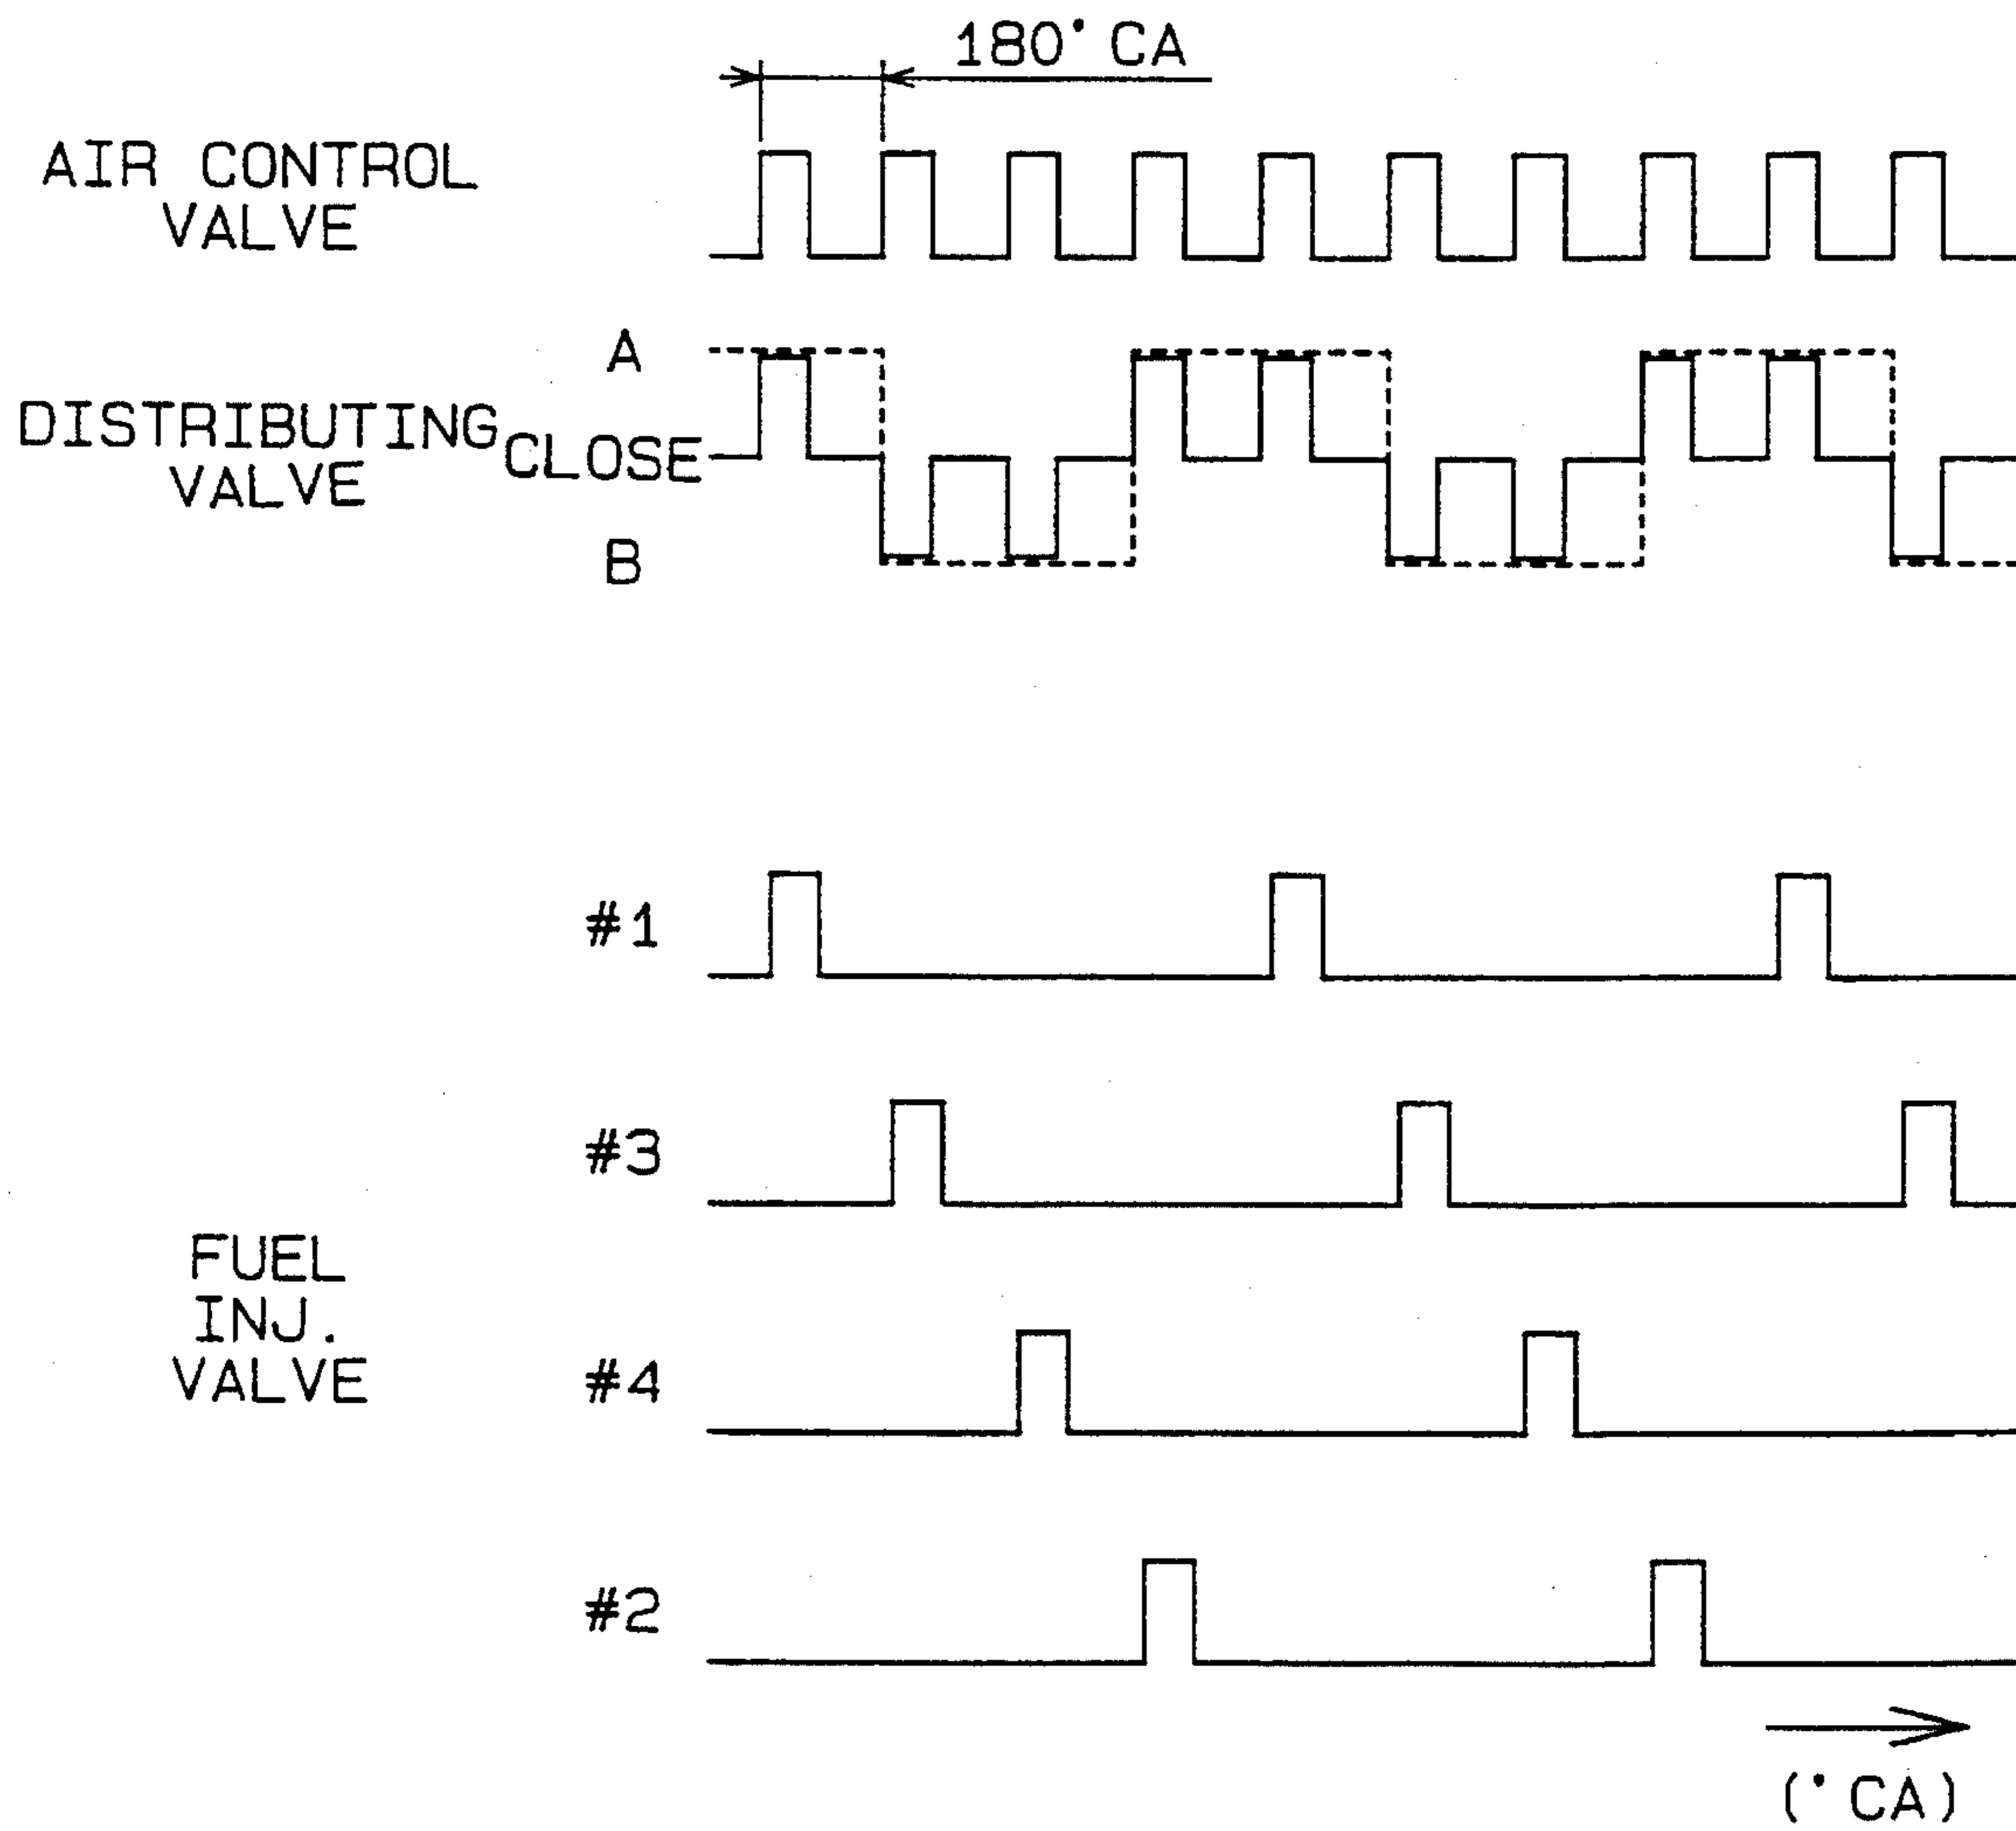 180° CA
AIR CONTROL
VALVE
A
DISTRIBUTING
VALVE
CLOSE
B
#1
#3
FUEL
INJ.
VALVE
#4
#2
(° CA)